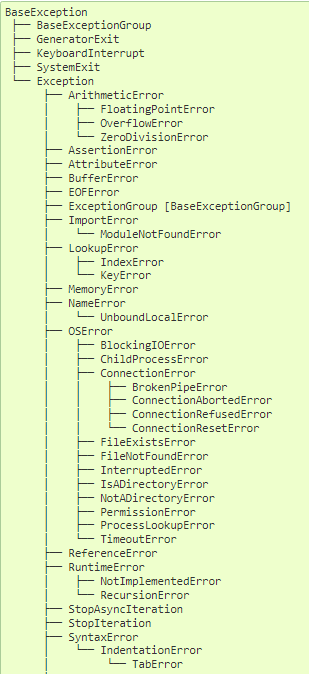 BaseException
├── BaseExceptionGroup
├── GeneratorExit
├── KeyboardInterrupt
├── SystemExit
└── Exception
     ├── ArithmeticError
     │    ├── FloatingPointError
     │    ├── OverflowError
     │    └── ZeroDivisionError
     ├── AssertionError
     ├── AttributeError
     ├── BufferError
     ├── EOFError
     ├── ExceptionGroup [BaseExceptionGroup]
     ├── ImportError
     │    └── ModuleNotFoundError
     ├── LookupError
     │    ├── IndexError
     │    └── KeyError
     ├── MemoryError
     ├── NameError
     │    └── UnboundLocalError
     ├── OSError
     │    ├── BlockingIOError
     │    ├── ChildProcessError
     │    ├── ConnectionError
     │    │    ├── BrokenPipeError
     │    │    ├── ConnectionAbortedError
     │    │    ├── ConnectionRefusedError
     │    │    └── ConnectionResetError
     │    ├── FileExistsError
     │    ├── FileNotFoundError
     │    ├── InterruptedError
     │    ├── IsADirectoryError
     │    ├── NotADirectoryError
     │    ├── PermissionError
     │    ├── ProcessLookupError
     │    └── TimeoutError
     ├── ReferenceError
     ├── RuntimeError
     │    ├── NotImplementedError
     │    └── RecursionError
     ├── StopAsyncIteration
     ├── StopIteration
     ├── SyntaxError
     │    └── IndentationError
     │         └── TabError